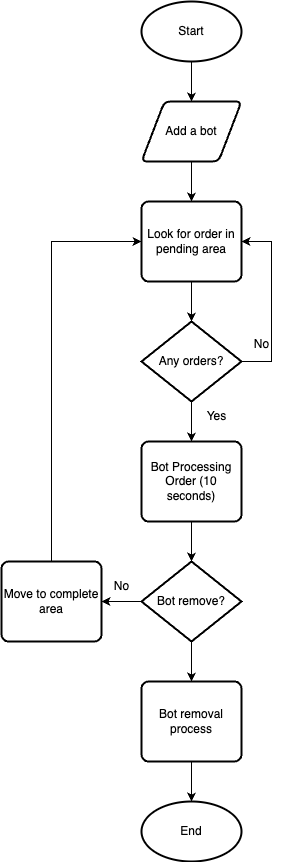 Start
Add a bot
Look for order in
pending area
No
Any orders?
Yes
Bot Processing
Order (10
seconds)
No
Move to complete
area
Bot remove?
Bot removal
process
End